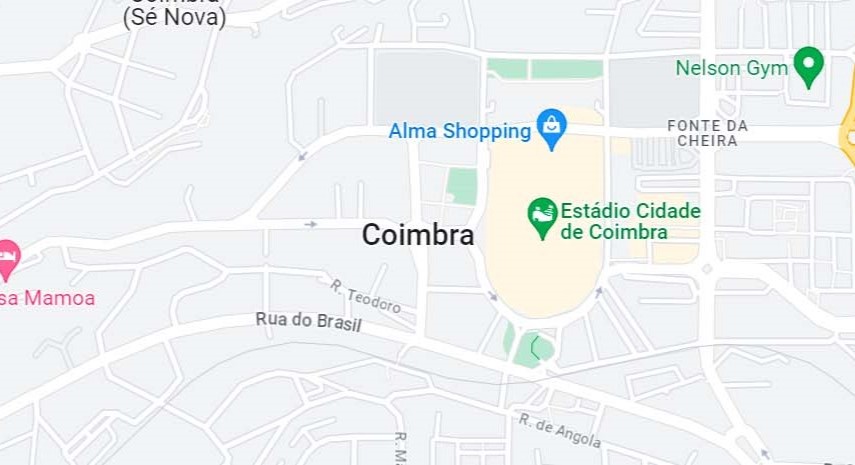 Coimbra
(Sé Nova)
Nelson Gym
Alma Shopping
FONTE DA
CHEIRA
Estádio Cidade
de Coimbra
Coimbra
sa Mamoa
R. Teodoro
Rua do Brasil
R. de Angola